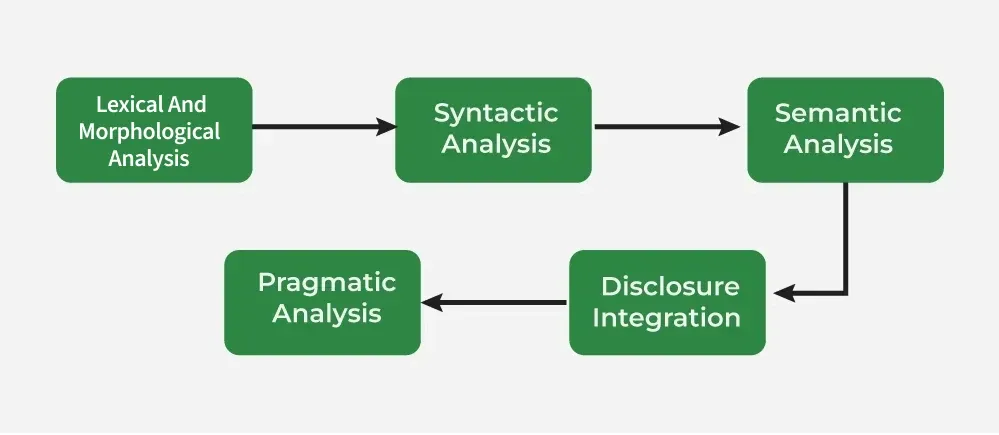 Lexical And
Morphological
Analysis
Syntactic
Analysis
Semantic
Analysis
Disclosure
Integration
Pragmatic
Analysis